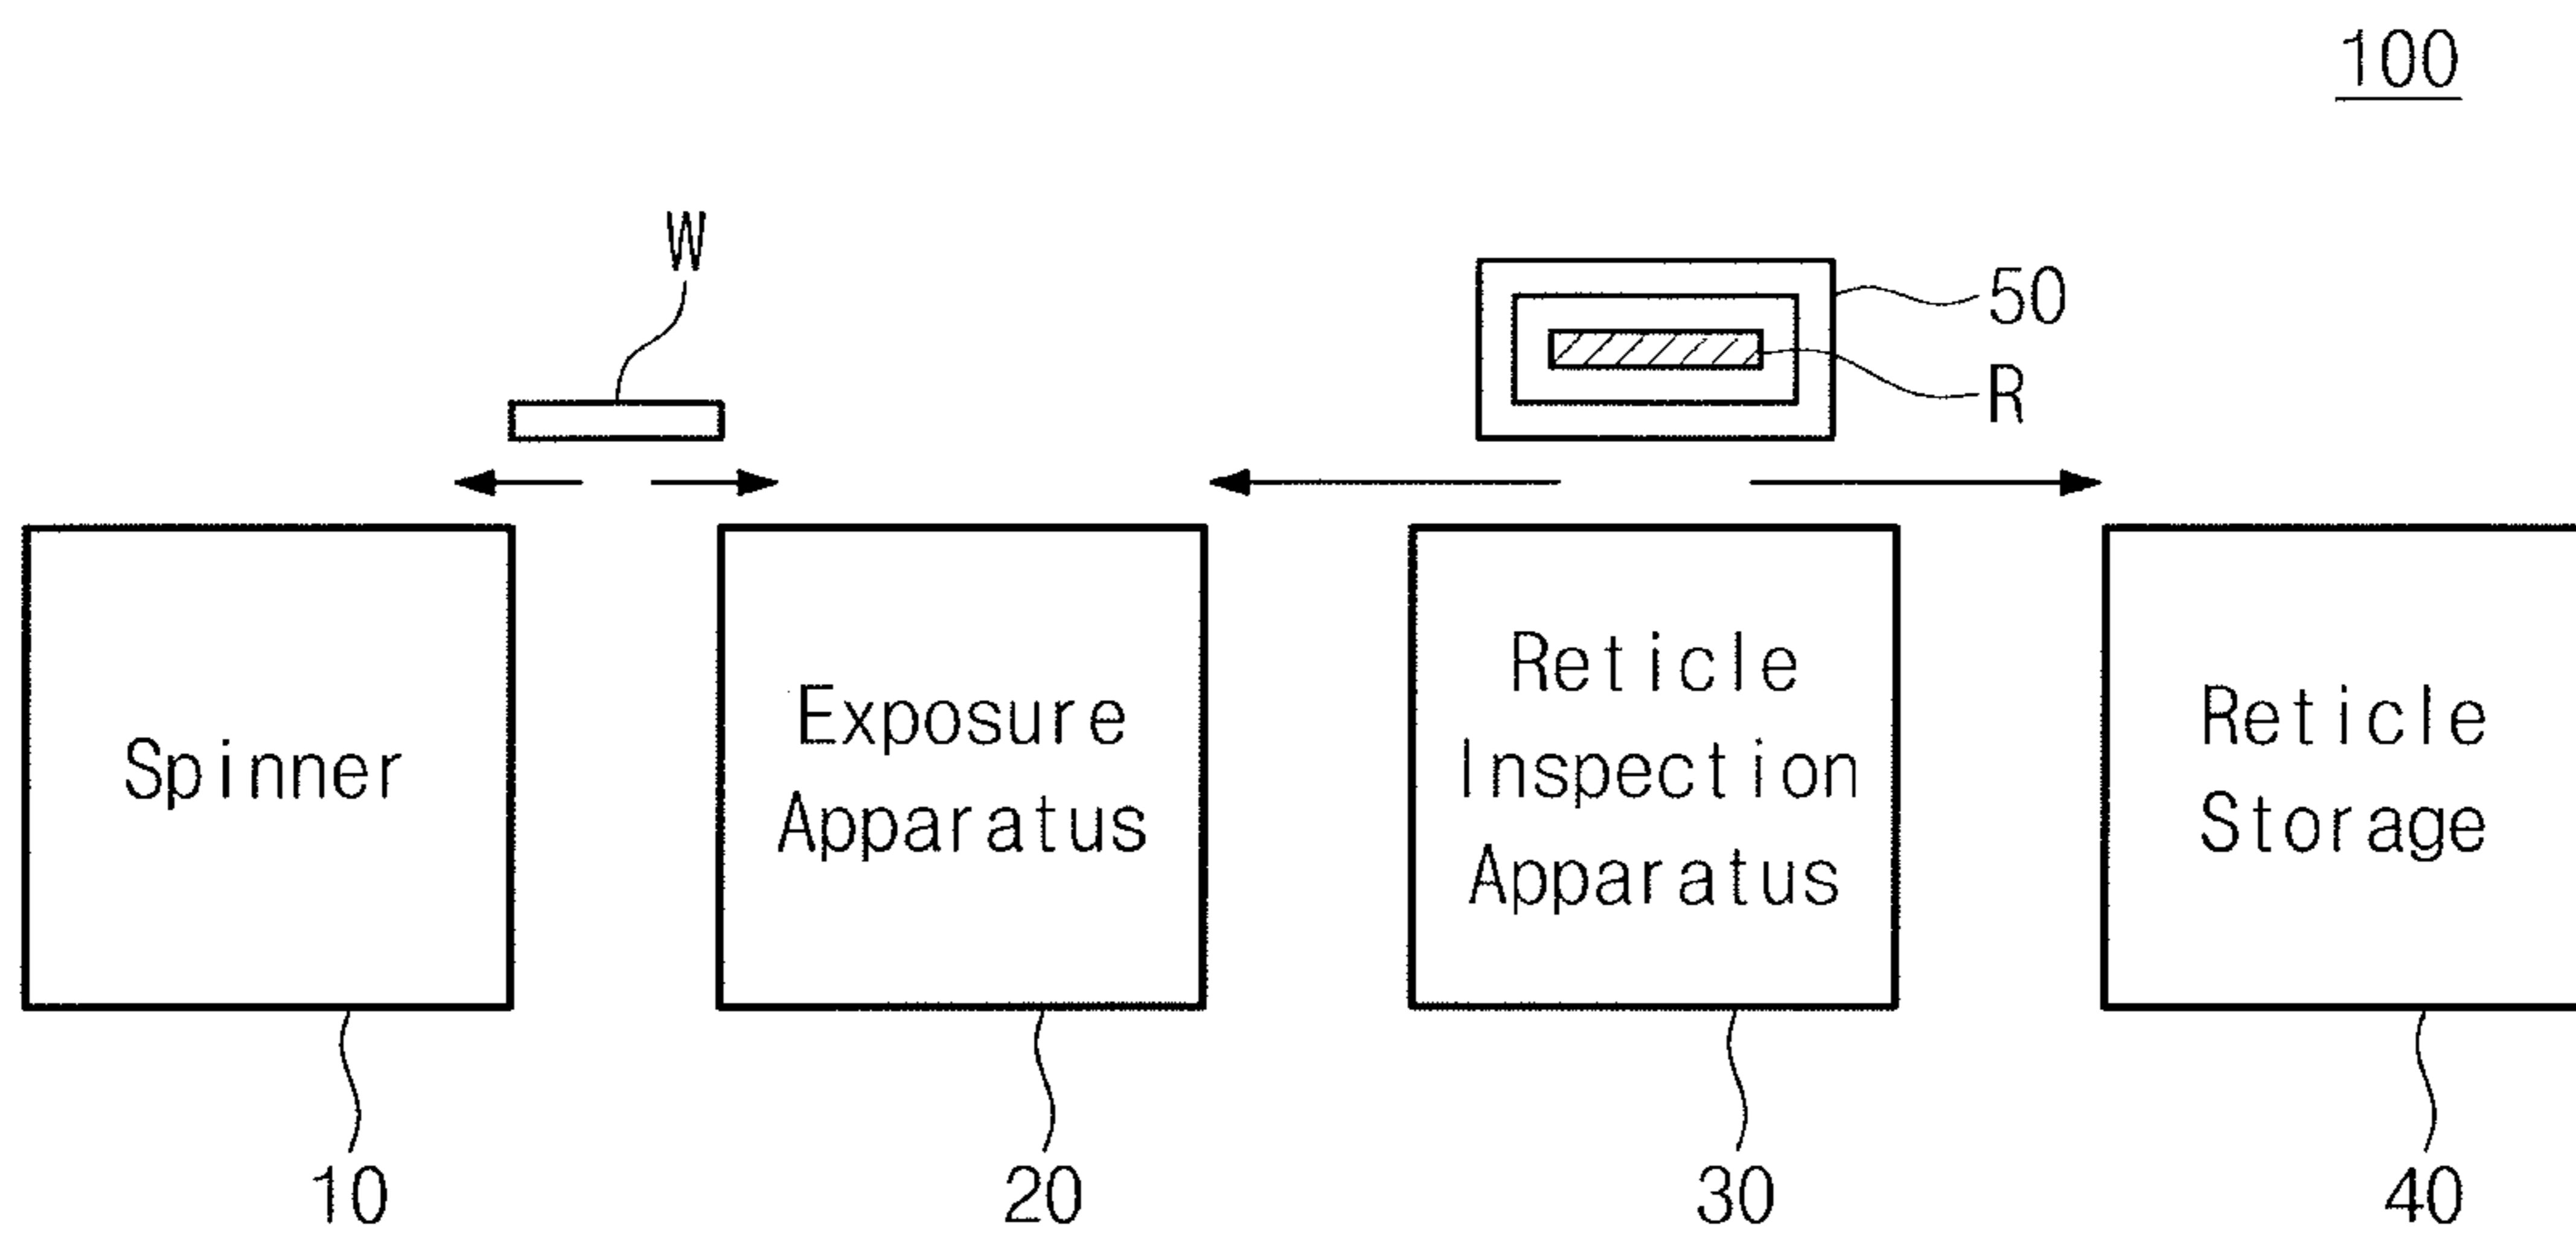 100
W
50
R
Spinner
Exposure
Apparatus
Reticle
Inspection
Apparatus
Reticle
Storage
10
20
30
40